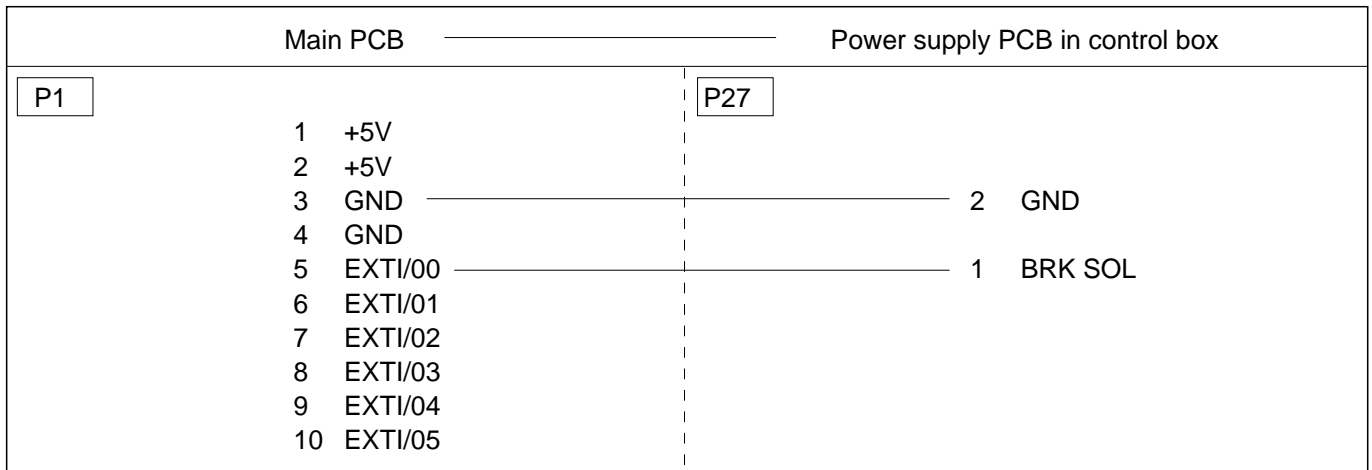 Main PCB Power supply PCB in control box
P1 P27
1 +5V
2 +5V
3 GND 2 GND
4 GND
5 EXTI/00 1 BRK SOL
6 EXTI/01
7 EXTI/02
8 EXTI/03
9 EXTI/04
10 EXTI/05